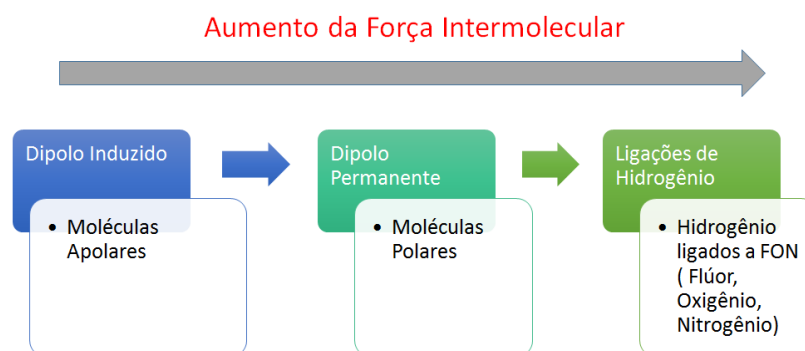 Aumento da Força Intermolecular
Dipolo Induzido
• Moléculas
Apolares
Dipolo
Permanente
• Moléculas
Polares
Ligações de
Hidrogênio
• Hidrogênio
ligados a FON
( Flúor,
Oxigênio,
Nitrogênio)